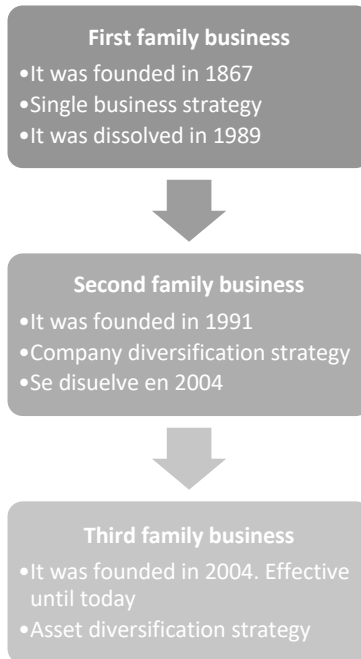 First family business
•It was founded in 1867
•Single business strategy
•It was dissolved in 1989
Second family business
•It was founded in 1991
•Company diversification strategy
•Se disuelve en 2004
Third family business
•It was founded in 2004. Effective
until today
•Asset diversification strategy